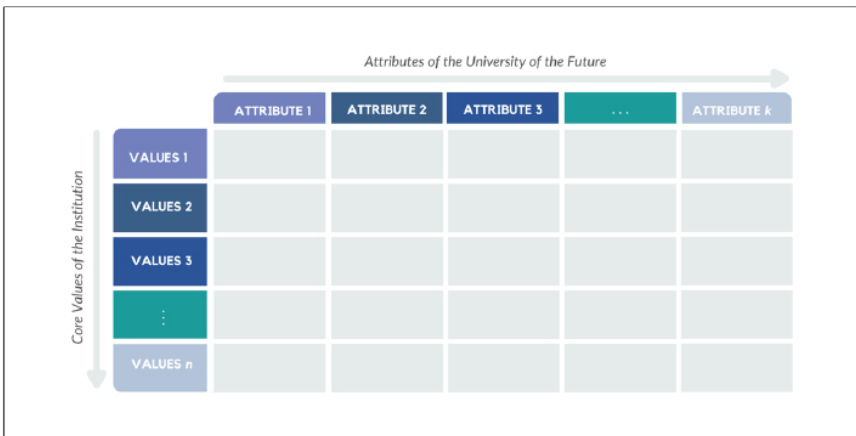 Attributes of the University of the Future
ATTRIBUTE 1 ATTRIBUTE 2 ATTRIBUTE 3 ... ATTRIBUTE k
Core Values of the Institution
VALUES 1
VALUES 2
VALUES 3
⋮
VALUES n